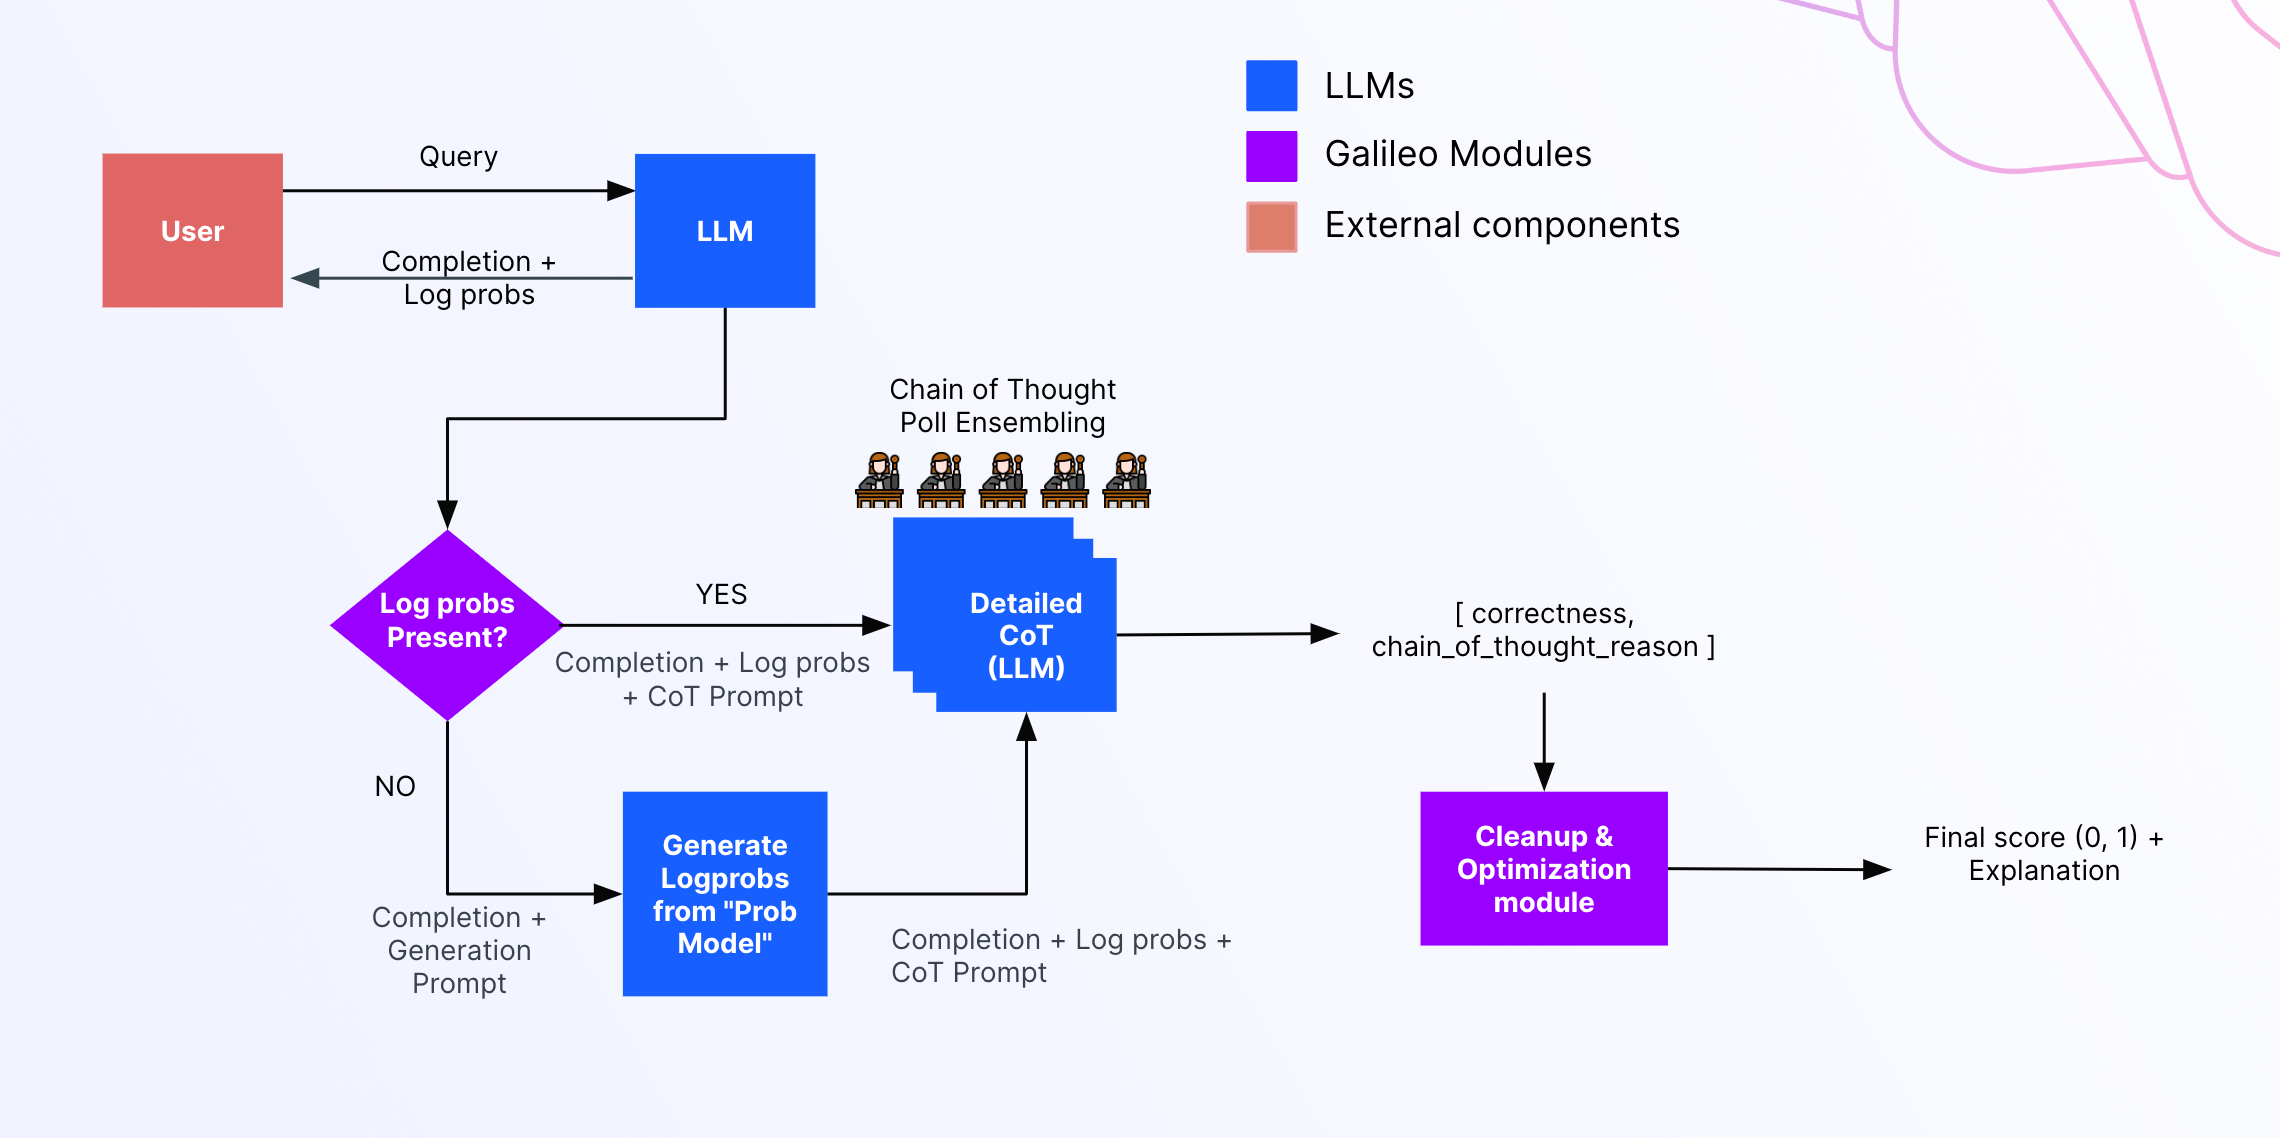 LLMs
Galileo Modules
External components
Query
User
LLM
Completion +
Log probs
Chain of Thought
Poll Ensembling
Log probs
Present?
YES
Completion + Log probs
+ CoT Prompt
Detailed
CoT
(LLM)
[ correctness,
chain_of_thought_reason ]
NO
Completion +
Generation
Prompt
Generate
Logprobs
from "Prob
Model"
Completion + Log probs +
CoT Prompt
Cleanup &
Optimization
module
Final score (0, 1) +
Explanation